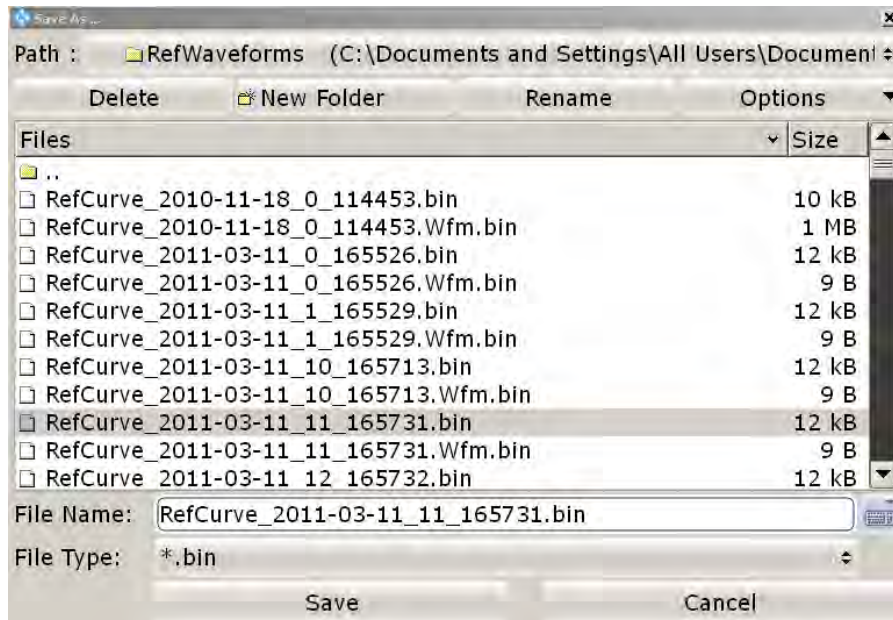 Save As ...
Path : RefWaveforms (C:\Documents and Settings\All Users\Document
Delete New Folder Rename Options
Files Size
..
RefCurve_2010-11-18_0_114453.bin 10 kB
RefCurve_2010-11-18_0_114453.Wfm.bin 1 MB
RefCurve_2011-03-11_0_165526.bin 12 kB
RefCurve_2011-03-11_0_165526.Wfm.bin 9 B
RefCurve_2011-03-11_1_165529.bin 12 kB
RefCurve_2011-03-11_1_165529.Wfm.bin 9 B
RefCurve_2011-03-11_10_165713.bin 12 kB
RefCurve_2011-03-11_10_165713.Wfm.bin 9 B
RefCurve_2011-03-11_11_165731.bin 12 kB
RefCurve_2011-03-11_11_165731.Wfm.bin 9 B
RefCurve_2011-03-11_12_165732.bin 12 kB
File Name: RefCurve_2011-03-11_11_165731.bin
File Type: *.bin
Save Cancel